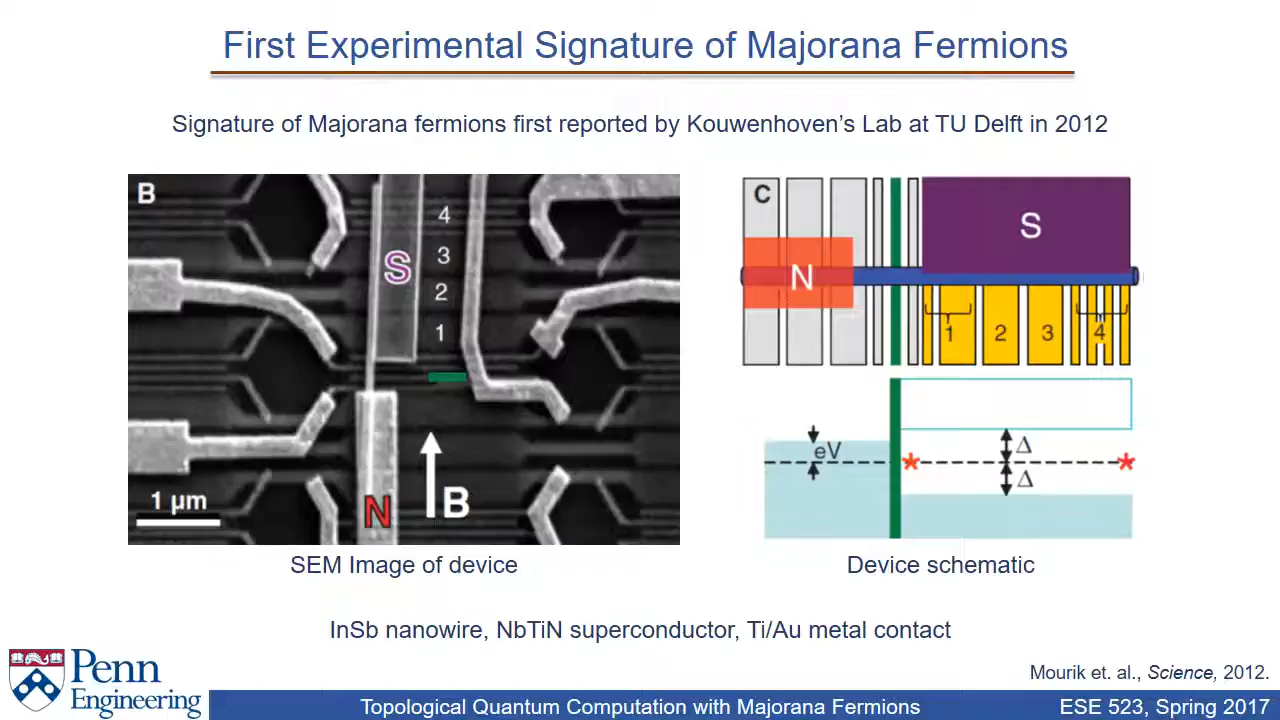 First Experimental Signature of Majorana Fermions
Signature of Majorana fermions first reported by Kouwenhoven’s Lab at TU Delft in 2012
B
S
4
3
2
1
1 µm
N
B
SEM Image of device
C
S
N
1
2
3
4
eV
Δ
Δ
* *
Device schematic
InSb nanowire, NbTiN superconductor, Ti/Au metal contact
Mourik et. al., Science, 2012.
Penn
Engineering
Topological Quantum Computation with Majorana Fermions
ESE 523, Spring 2017